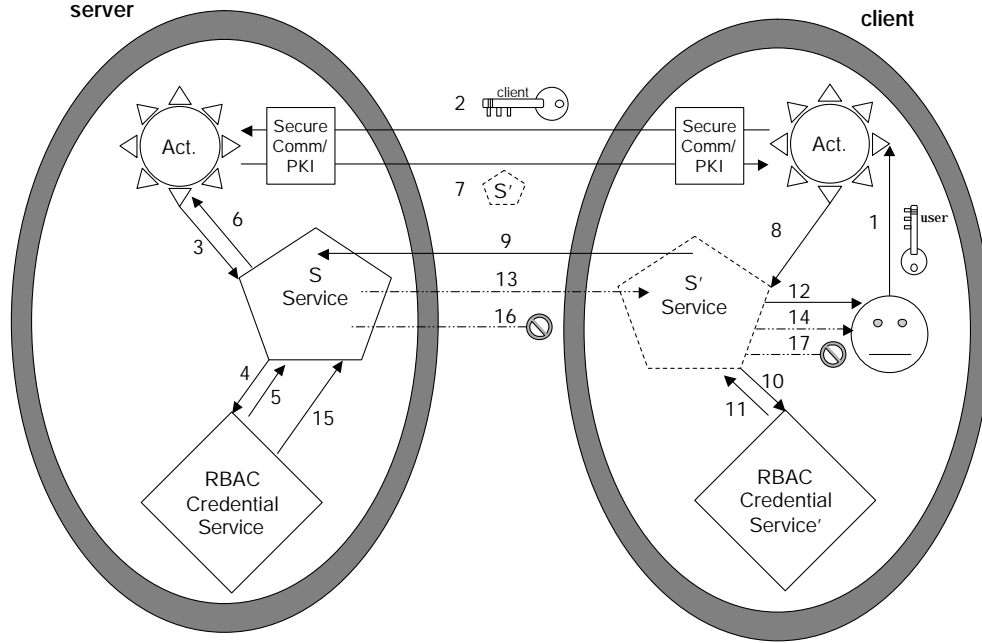 server
client
2
client
Act.
Secure
Comm/
PKI
Secure
Comm/
PKI
Act.
7
S'
1
user
6
3
8
9
S
Service
S'
Service
13
12
16
14
17
4
5
15
10
11
RBAC
Credential
Service
RBAC
Credential
Service'